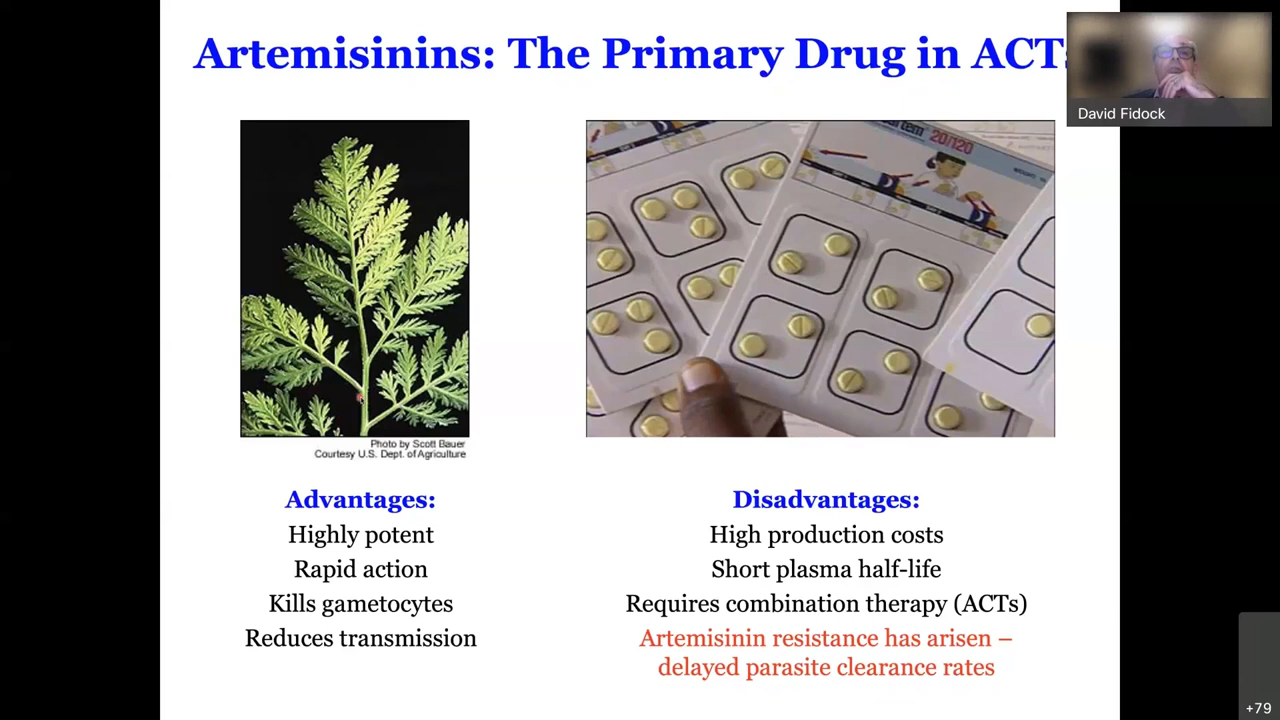 Artemisinins: The Primary Drug in ACTs
David Fidock
20/120
Photo by Scott Bauer
Courtesy U.S. Dept. of Agriculture
Advantages:
Highly potent
Rapid action
Kills gametocytes
Reduces transmission
Disadvantages:
High production costs
Short plasma half-life
Requires combination therapy (ACTs)
Artemisinin resistance has arisen –
delayed parasite clearance rates
+79